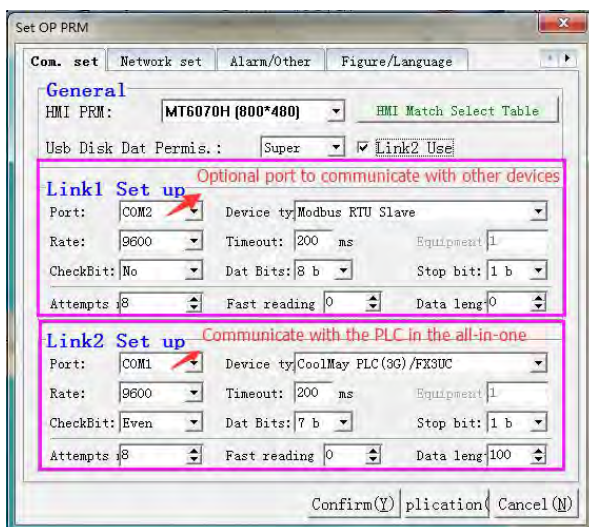 Set OP PRM
Com. set Network set Alarm/Other Figure/Language
General
HMI PRM: MT6070H (800*480) HMI Match Select Table
Usb Disk Dat Permis.: Super Link2 Use
Optional port to communicate with other devices
Link1 Set up
Port: COM2 Device ty Modbus RTU Slave
Rate: 9600 Timeout: 200 ms Equipment 1
CheckBit: No Dat Bits: 8 b Stop bit: 1 b
Attempts 8 Fast reading 0 Data leng 0
Link2 Set up Communicate with the PLC in the all-in-one
Port: COM1 Device ty CoolMay PLC(3G)/FX3UC
Rate: 9600 Timeout: 200 ms Equipment 1
CheckBit: Even Dat Bits: 7 b Stop bit: 1 b
Attempts 8 Fast reading 0 Data leng 100
Confirm(Y) plication( Cancel(N)